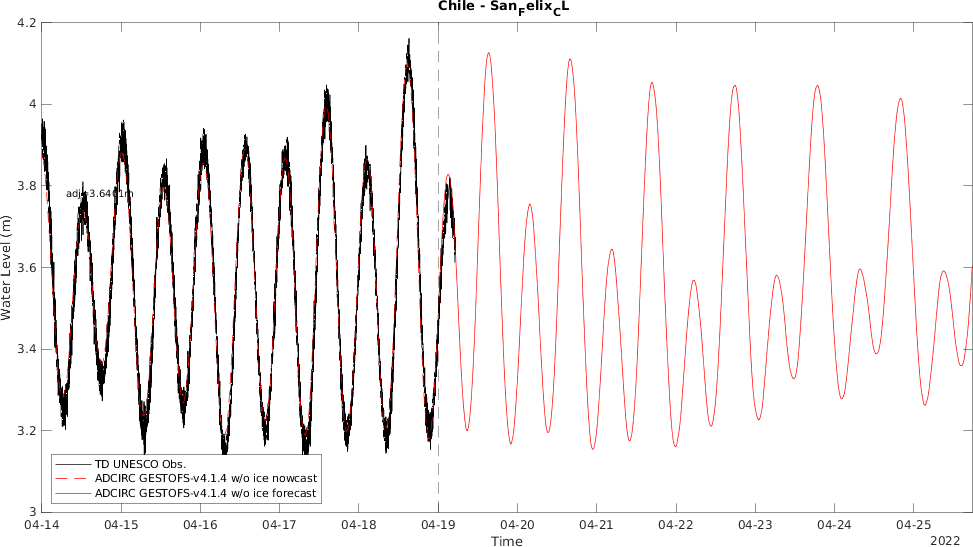 Chile - SanFelixCL
4.2
4
3.8
3.6
3.4
3.2
3
Water Level (m)
adj=3.6401m
TD UNESCO Obs.
ADCIRC GESTOFS-v4.1.4 w/o ice nowcast
ADCIRC GESTOFS-v4.1.4 w/o ice forecast
04-14 04-15 04-16 04-17 04-18 04-19 04-20 04-21 04-22 04-23 04-24 04-25
Time
2022